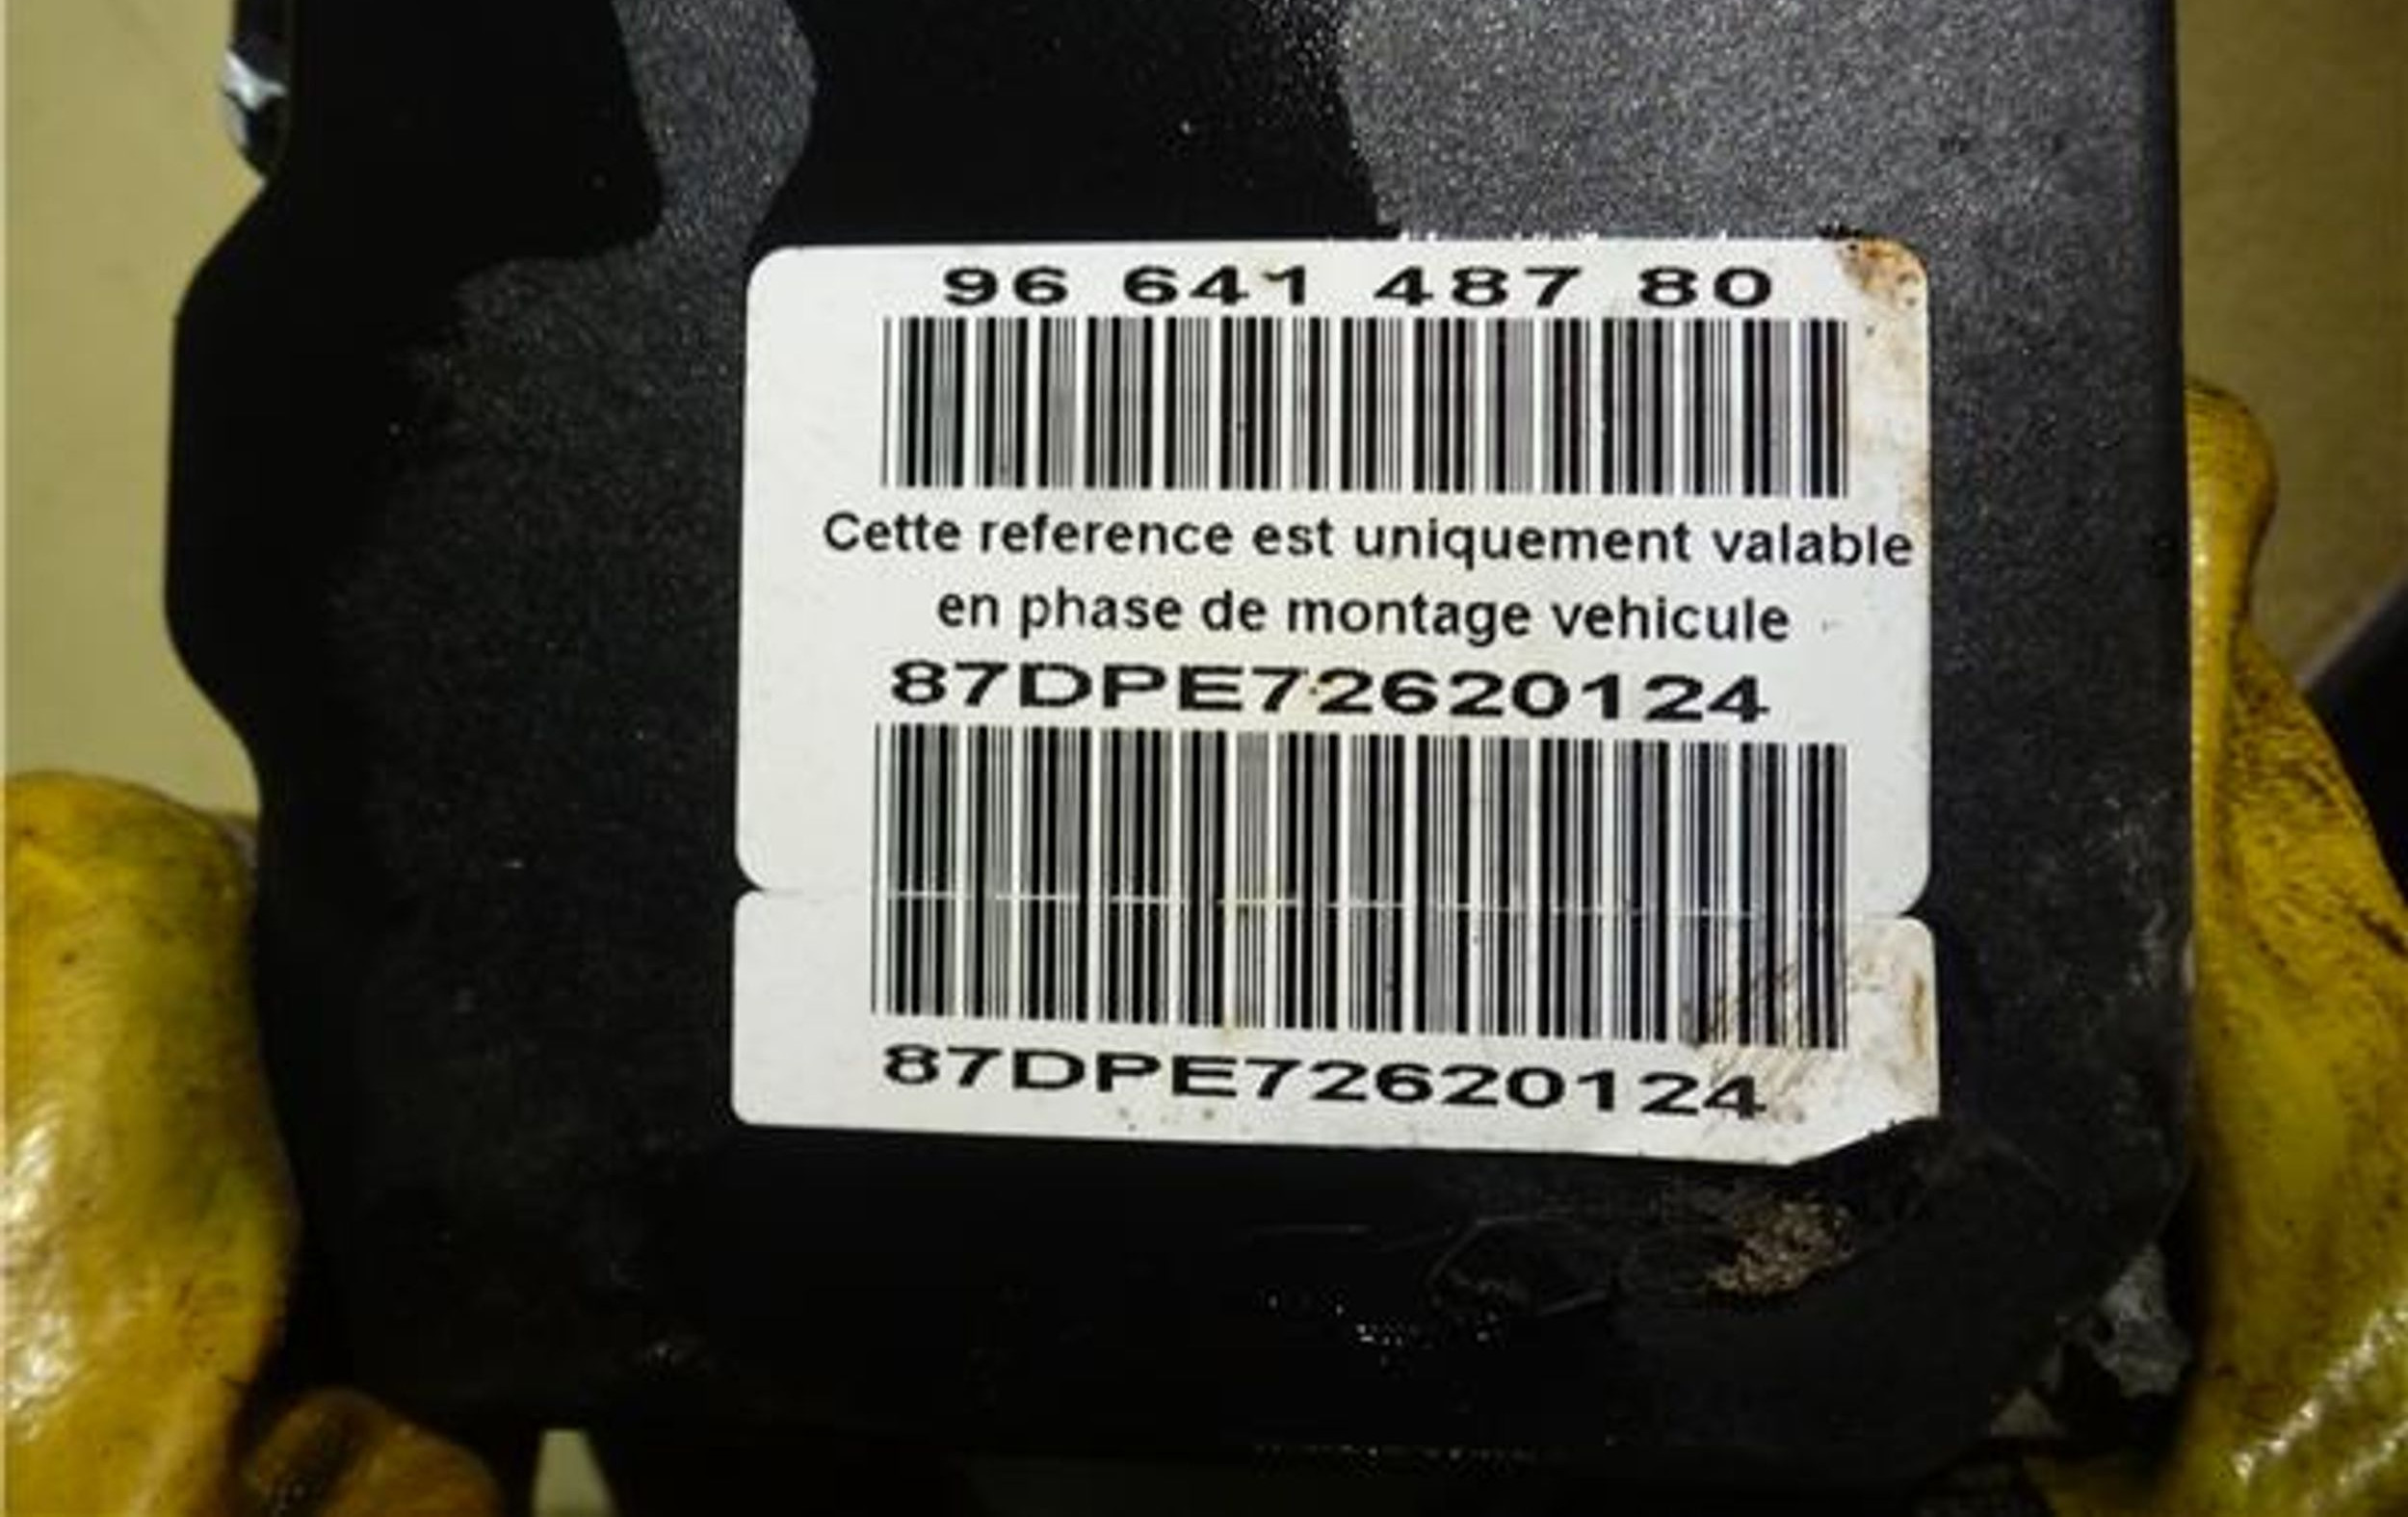 96 641 487 80
Cette reference est uniquement valable
en phase de montage vehicule
87DPE72620124
87DPE72620124